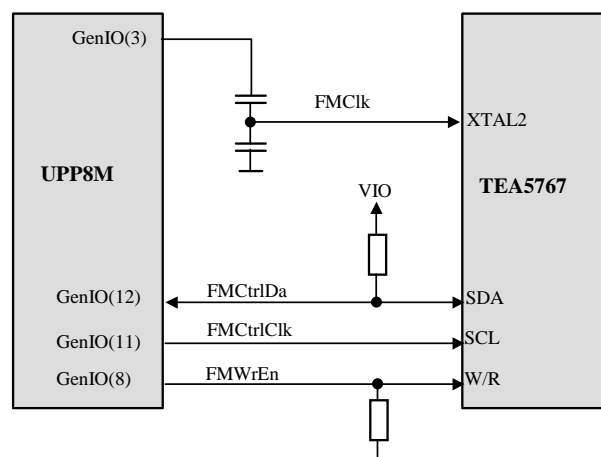 GenIO(3)
FMClk
XTAL2
UPP8M
TEA5767
VIO
GenIO(12)
FMCtrlDa
SDA
GenIO(11)
FMCtrlClk
SCL
GenIO(8)
FMWrEn
W/R